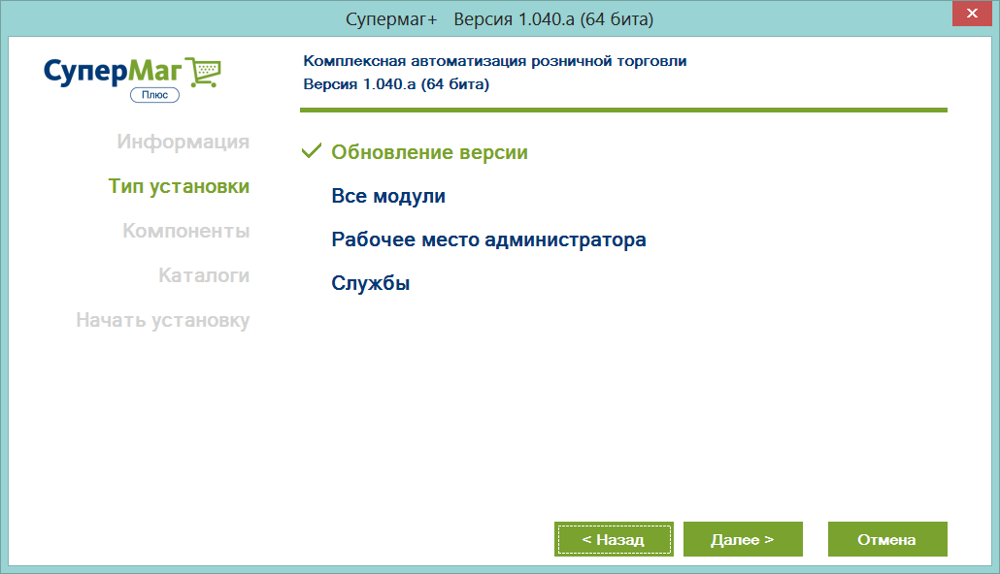 Супермаг+ Версия 1.040.a (64 бита)
СуперМаг
Плюс
Комплексная автоматизация розничной торговли
Версия 1.040.a (64 бита)
Информация
Тип установки
Компоненты
Каталоги
Начать установку
Обновление версии
Все модули
Рабочее место администратора
Службы
< Назад
Далее >
Отмена